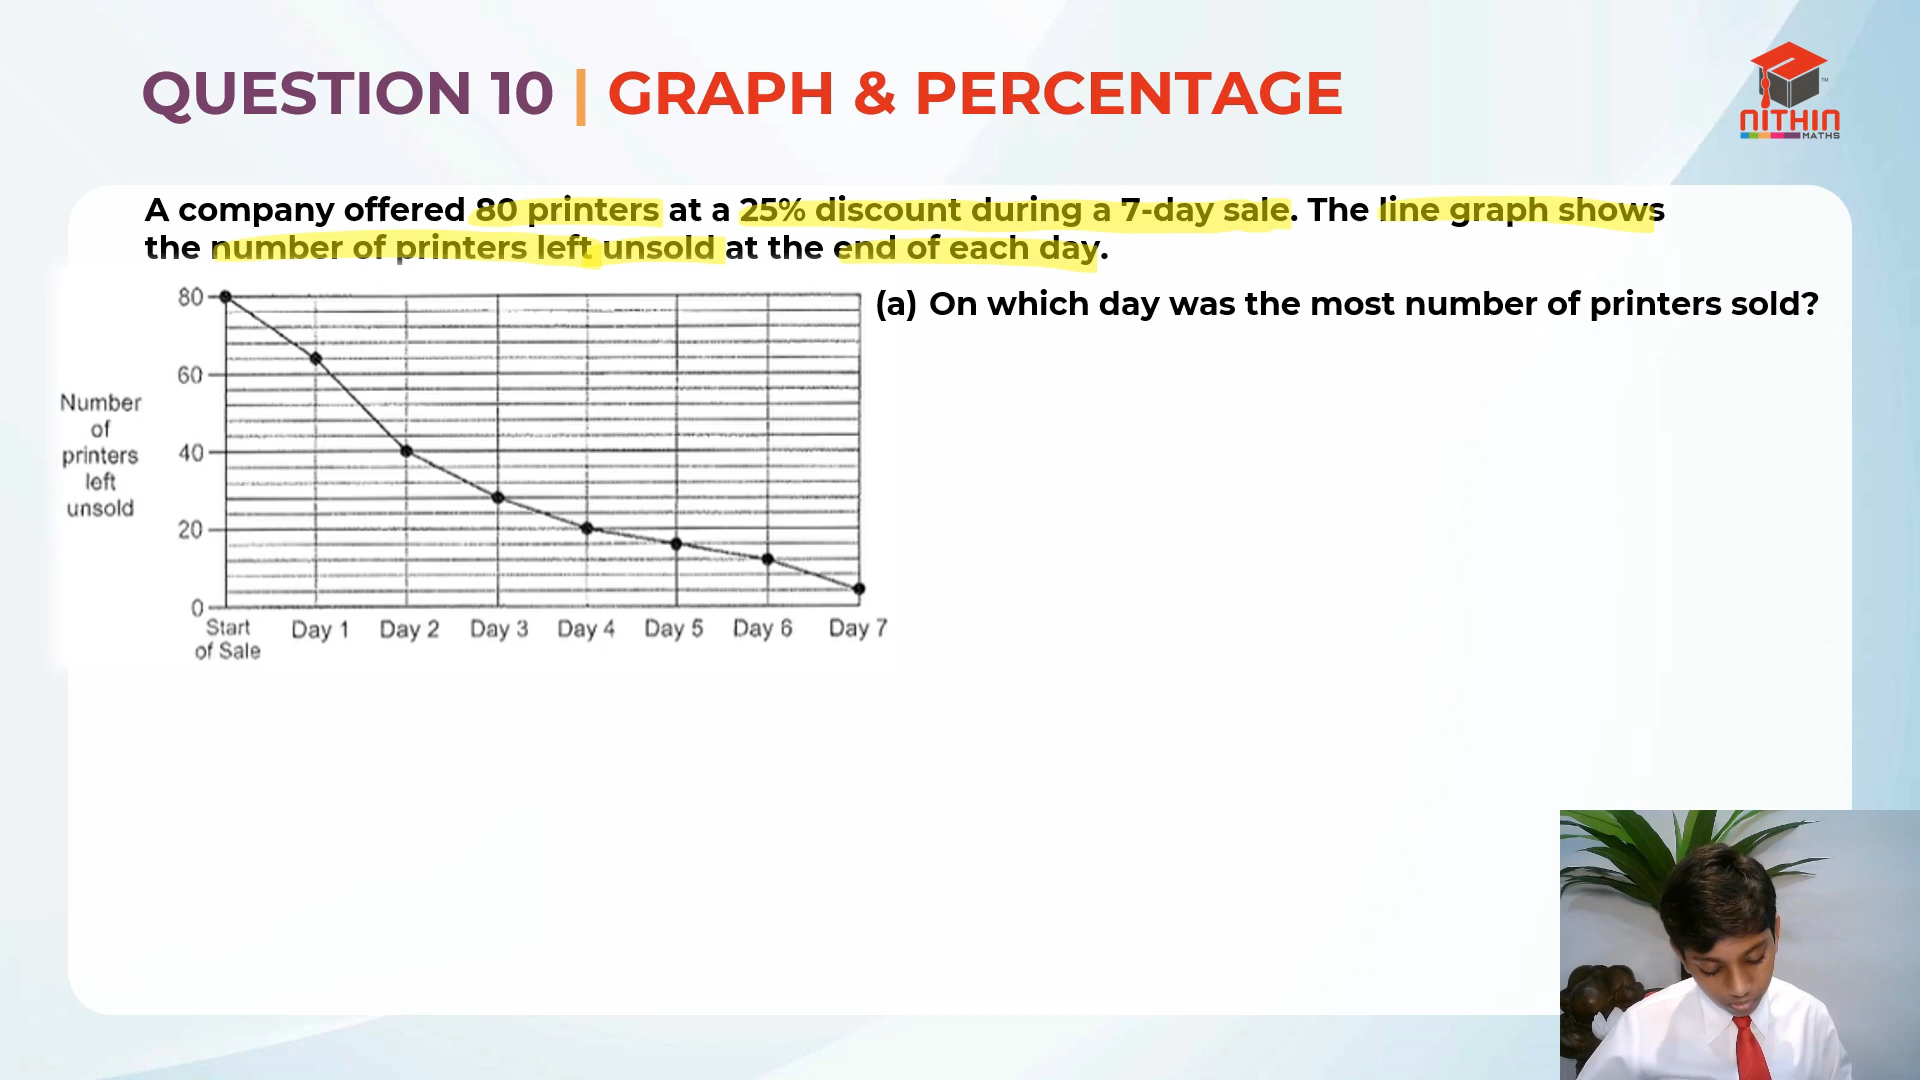 QUESTION 10 | GRAPH & PERCENTAGE
NITHIN
MATHS
TM
A company offered 80 printers at a 25% discount during a 7-day sale. The line graph shows
the number of printers left unsold at the end of each day.
(a) On which day was the most number of printers sold?
80
60
40
20
0
Number
of
printers
left
unsold
Start
of Sale
Day 1
Day 2
Day 3
Day 4
Day 5
Day 6
Day 7